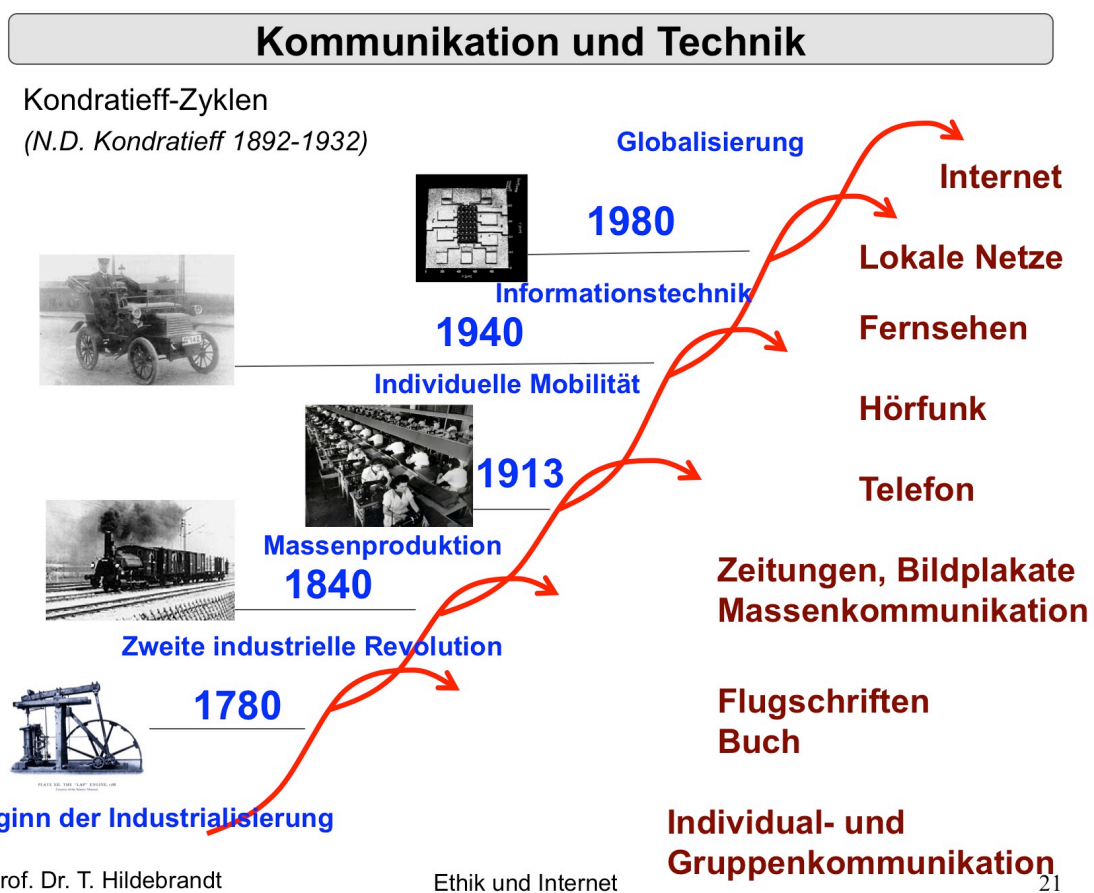 Kommunikation und Technik
Kondratieff-Zyklen
(N.D. Kondratieff 1892-1932)
Globalisierung
Internet
1980
Lokale Netze
Informationstechnik
1940
Fernsehen
Individuelle Mobilität
Hörfunk
1913
Telefon
Massenproduktion
1840
Zeitungen, Bildplakate
Massenkommunikation
Zweite industrielle Revolution
1780
Flugschriften
Buch
ginn der Industrialisierung
Individual- und
Gruppenkommunikation
rof. Dr. T. Hildebrandt
Ethik und Internet
21